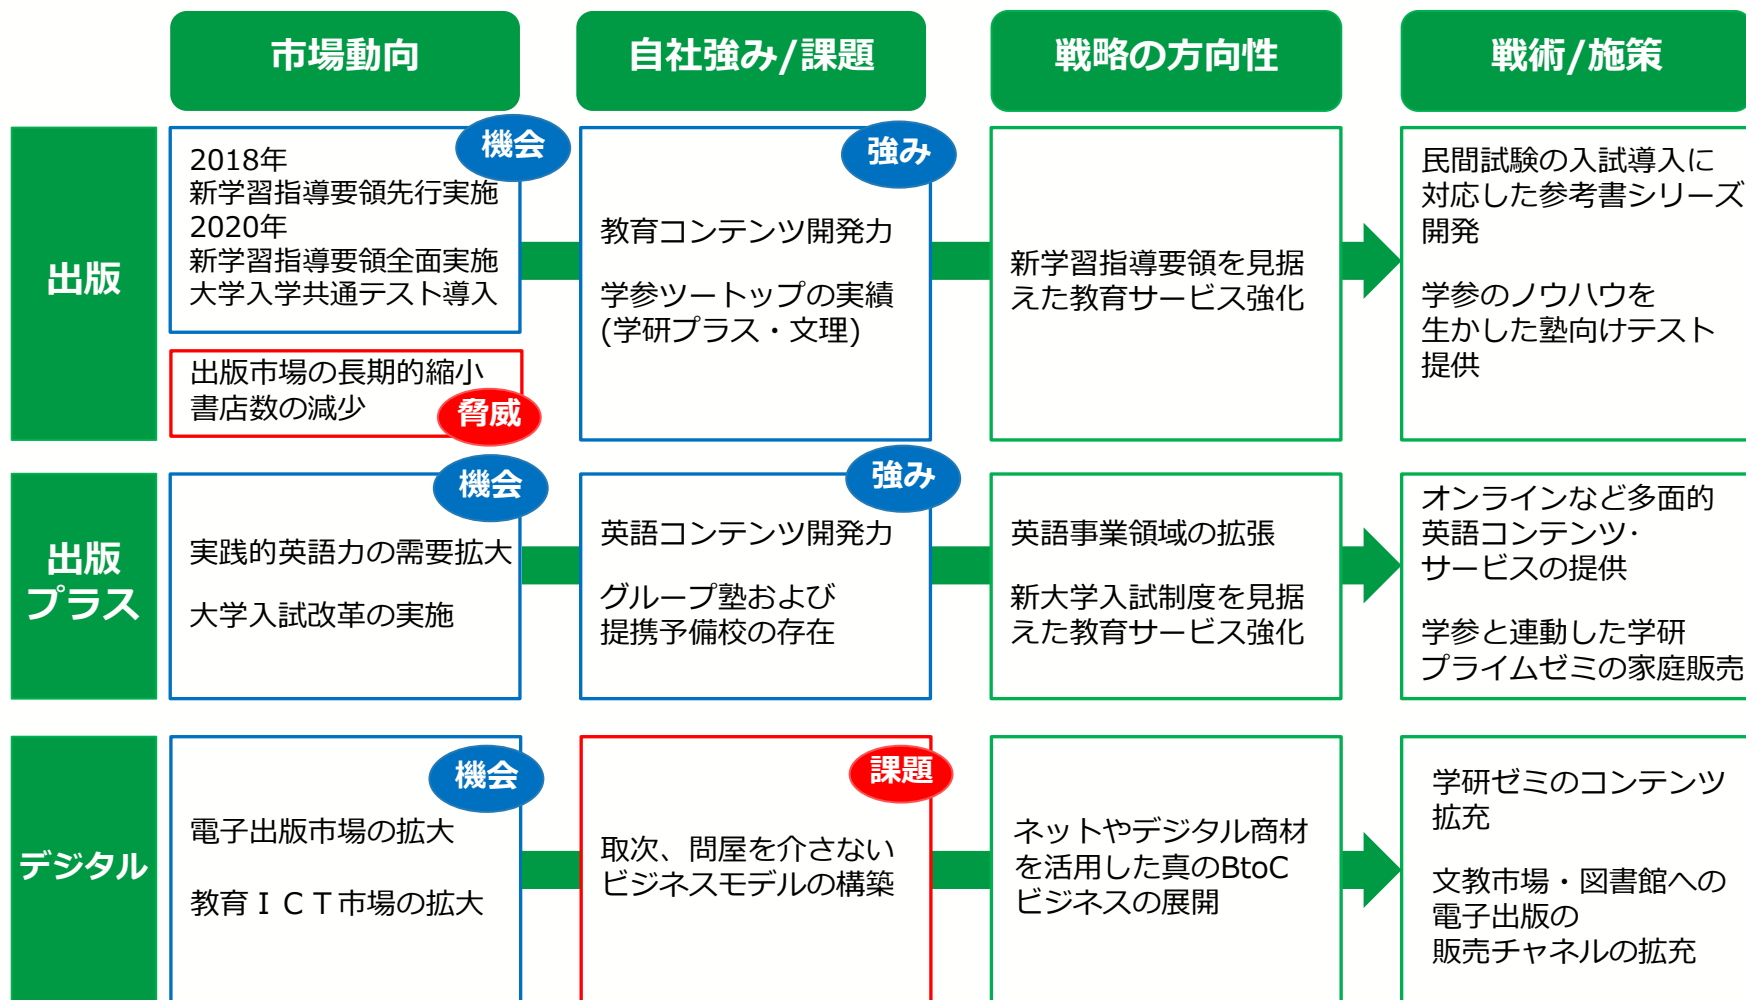 市場動向
自社強み/課題
戦略の方向性
戦術/施策
出版
機会
2018年
新学習指導要領先行実施
2020年
新学習指導要領全面実施
大学入学共通テスト導入
出版市場の長期的縮小
書店数の減少
脅威
強み
教育コンテンツ開発力
学参ツートップの実績
(学研プラス・文理)
新学習指導要領を見据
えた教育サービス強化
民間試験の入試導入に
対応した参考書シリーズ
開発
学参のノウハウを
生かした塾向けテスト
提供
出版
プラス
機会
実践的英語力の需要拡大
大学入試改革の実施
強み
英語コンテンツ開発力
グループ塾および
提携予備校の存在
英語事業領域の拡張
新大学入試制度を見据
えた教育サービス強化
オンラインなど多面的
英語コンテンツ・
サービスの提供
学参と連動した学研
プライムゼミの家庭販売
デジタル
機会
電子出版市場の拡大
教育ＩＣＴ市場の拡大
課題
取次、問屋を介さない
ビジネスモデルの構築
ネットやデジタル商材
を活用した真のBtoC
ビジネスの展開
学研ゼミのコンテンツ
拡充
文教市場・図書館への
電子出版の
販売チャネルの拡充